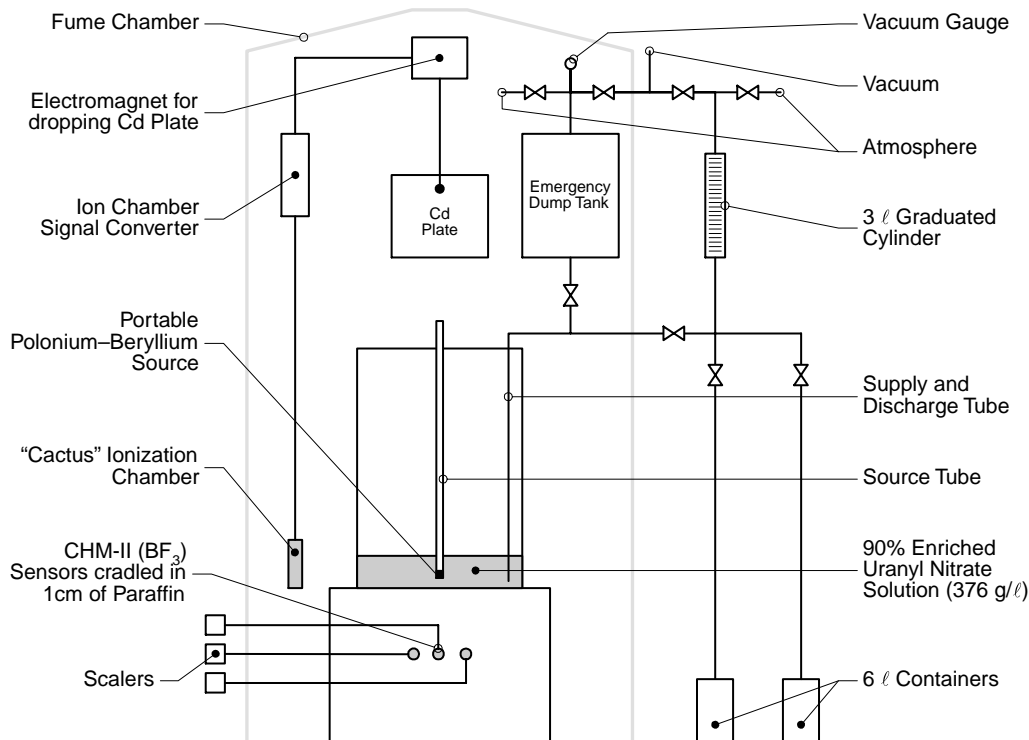 Fume Chamber
Electromagnet for
dropping Cd Plate
Ion Chamber
Signal Converter
Portable
Polonium–Beryllium
Source
“Cactus” Ionization
Chamber
CHM-II (BF₃)
Sensors cradled in
1cm of Paraffin
Scalers
Cd
Plate
Emergency
Dump Tank
Vacuum Gauge
Vacuum
Atmosphere
3 ℓ Graduated
Cylinder
Supply and
Discharge Tube
Source Tube
90% Enriched
Uranyl Nitrate
Solution (376 g/ℓ)
6 ℓ Containers